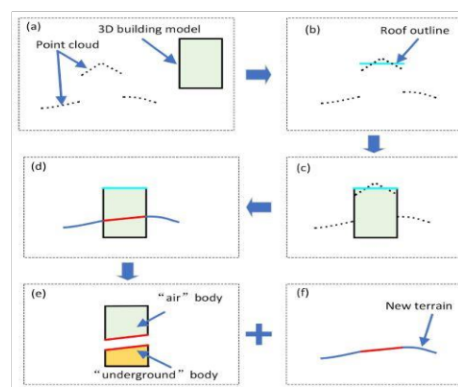 (a)
3D building model
Point cloud
(b)
Roof outline
(d)
(c)
(e)
"air" body
"underground" body
(f)
New terrain